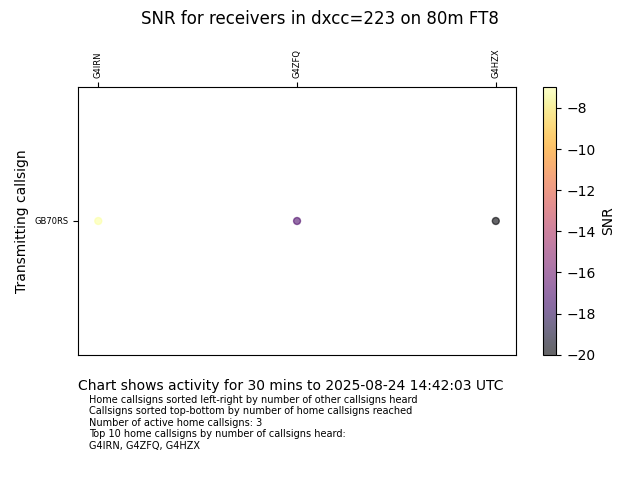 SNR for receivers in dxcc=223 on 80m FT8
G4IRN
G4ZFQ
G4HZX
Transmitting callsign
GB70RS
−8
−10
−12
−14
−16
−18
−20
SNR
Chart shows activity for 30 mins to 2025-08-24 14:42:03 UTC
Home callsigns sorted left-right by number of other callsigns heard
Callsigns sorted top-bottom by number of home callsigns reached
Number of active home callsigns: 3
Top 10 home callsigns by number of callsigns heard:
G4IRN, G4ZFQ, G4HZX